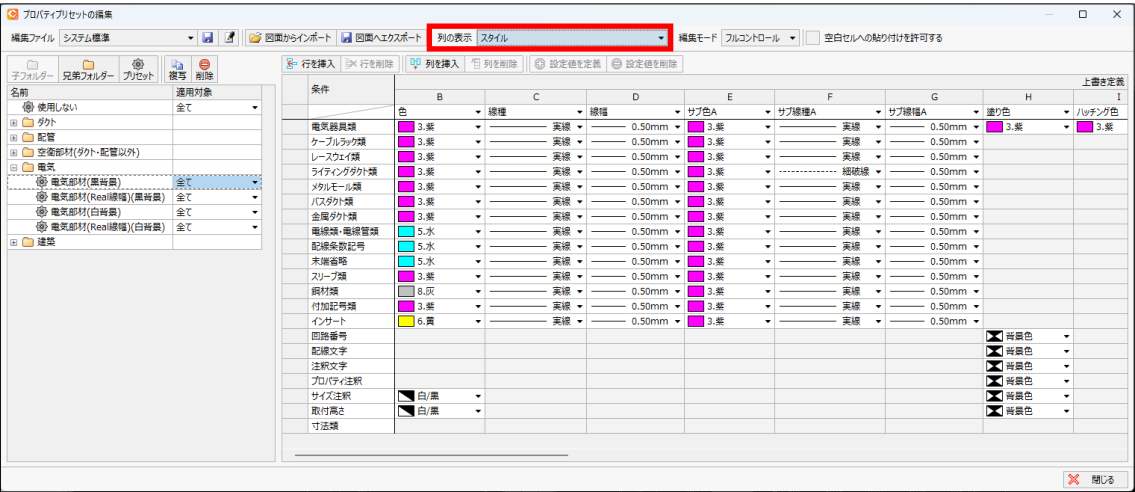 プロパティプリセットの編集
編集ファイル システム標準 図面からインポート 図面へエクスポート 列の表示 スタイル 編集モード フルコントロール 空白セルへの貼り付けを許可する
子フォルダー 兄弟フォルダー プリセット 複写 削除
行を挿入 行を削除 列を挿入 列を削除 設定値を定義 設定値を削除
名前 適用対象
使用しない 全て
ダクト
配管
空衛部材(ダクト・配管以外)
電気
電気部材(黒背景) 全て
電気部材(Real線幅)(黒背景) 全て
電気部材(白背景) 全て
電気部材(Real線幅)(白背景) 全て
建築
条件 上書き定義
B C D E F G H I
色 線種 線幅 サブ色A サブ線種A サブ線幅A 塗り色 ハッチング色
電気器具類 3.紫 実線 0.50mm 3.紫 実線 0.50mm 3.紫 3.紫
ケーブルラック類 3.紫 実線 0.50mm 3.紫 実線 0.50mm
レースウェイ類 3.紫 実線 0.50mm 3.紫 実線 0.50mm
ライティングダクト類 3.紫 実線 0.50mm 3.紫 細破線 0.50mm
メタルモール類 3.紫 実線 0.50mm 3.紫 実線 0.50mm
バスダクト類 3.紫 実線 0.50mm 3.紫 実線 0.50mm
金属ダクト類 3.紫 実線 0.50mm 3.紫 実線 0.50mm
電線類・電線管類 5.水 実線 0.50mm 3.紫 実線 0.50mm
配線条数記号 5.水 実線 0.50mm 3.紫 実線 0.50mm
末端省略 5.水 実線 0.50mm 3.紫 実線 0.50mm
スリーブ類 3.紫 実線 0.50mm 3.紫 実線 0.50mm
鋼材類 8.灰 実線 0.50mm 3.紫 実線 0.50mm
付加記号類 3.紫 実線 0.50mm 3.紫 実線 0.50mm
インサート 6.黄 実線 0.50mm 3.紫 実線 0.50mm
回路番号 背景色
配線文字 背景色
注釈文字 背景色
プロパティ注釈 背景色
サイズ注釈 白/黒 背景色
取付高さ 白/黒 背景色
寸法類
閉じる